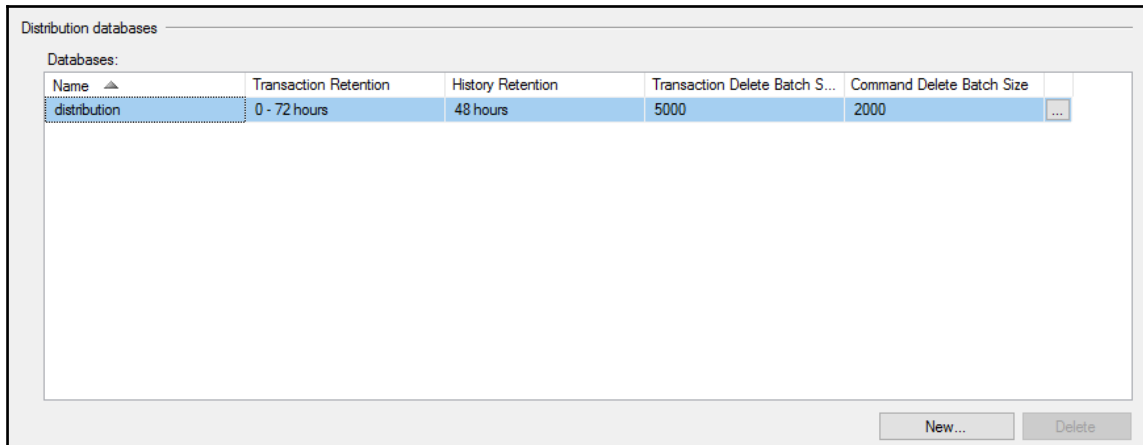 Distribution databases
Databases:
Name Transaction Retention History Retention Transaction Delete Batch S... Command Delete Batch Size
distribution 0 - 72 hours 48 hours 5000 2000 ...
New... Delete